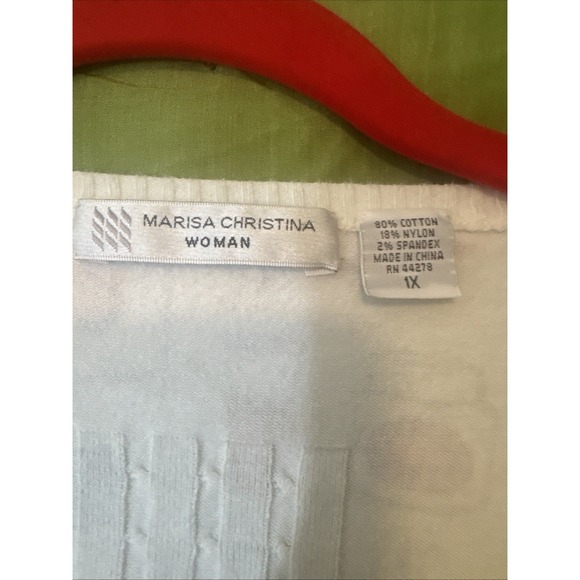 MARISA CHRISTINA
WOMAN
80% COTTON
18% NYLON
2% SPANDEX
MADE IN CHINA
RN 44278
1X